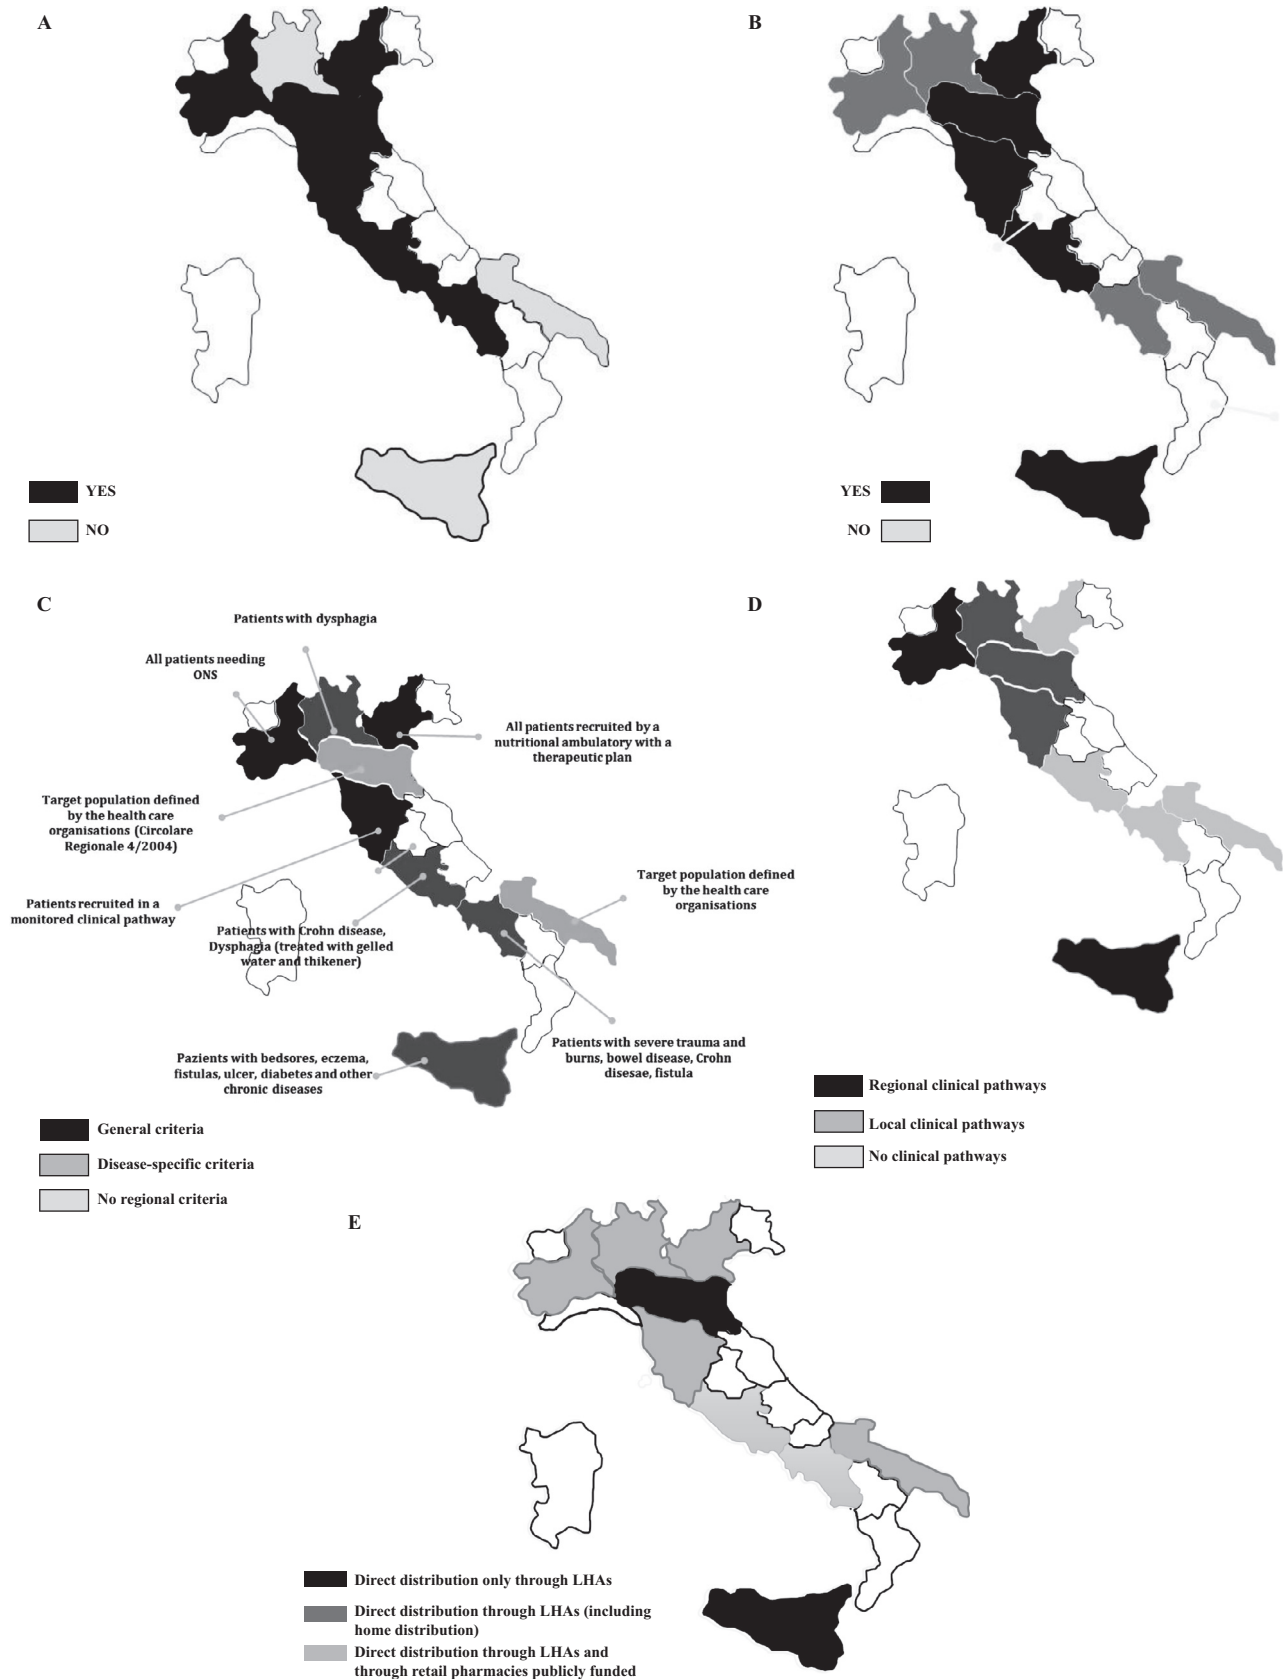 A
B
YES
NO
YES
NO
C
D
Patients with dysphagia
All patients needing
ONS
All patients recruited by a
nutritional ambulatory with a
therapeutic plan
Target population defined
by the health care
organisations (Circolare
Regionale 4/2004)
Target population defined
by the health care
organisations
Patients recruited in a
monitored clinical pathway
Patients with Crohn disease,
Dysphagia (treated with gelled
water and thikener)
Patients with severe trauma and
burns, bowel disease, Crohn
disesae, fistula
Pazients with bedsores, eczema,
fistulas, ulcer, diabetes and other
chronic diseases
General criteria
Disease-specific criteria
No regional criteria
Regional clinical pathways
Local clinical pathways
No clinical pathways
E
Direct distribution only through LHAs
Direct distribution through LHAs (including
home distribution)
Direct distribution through LHAs and
through retail pharmacies publicly funded